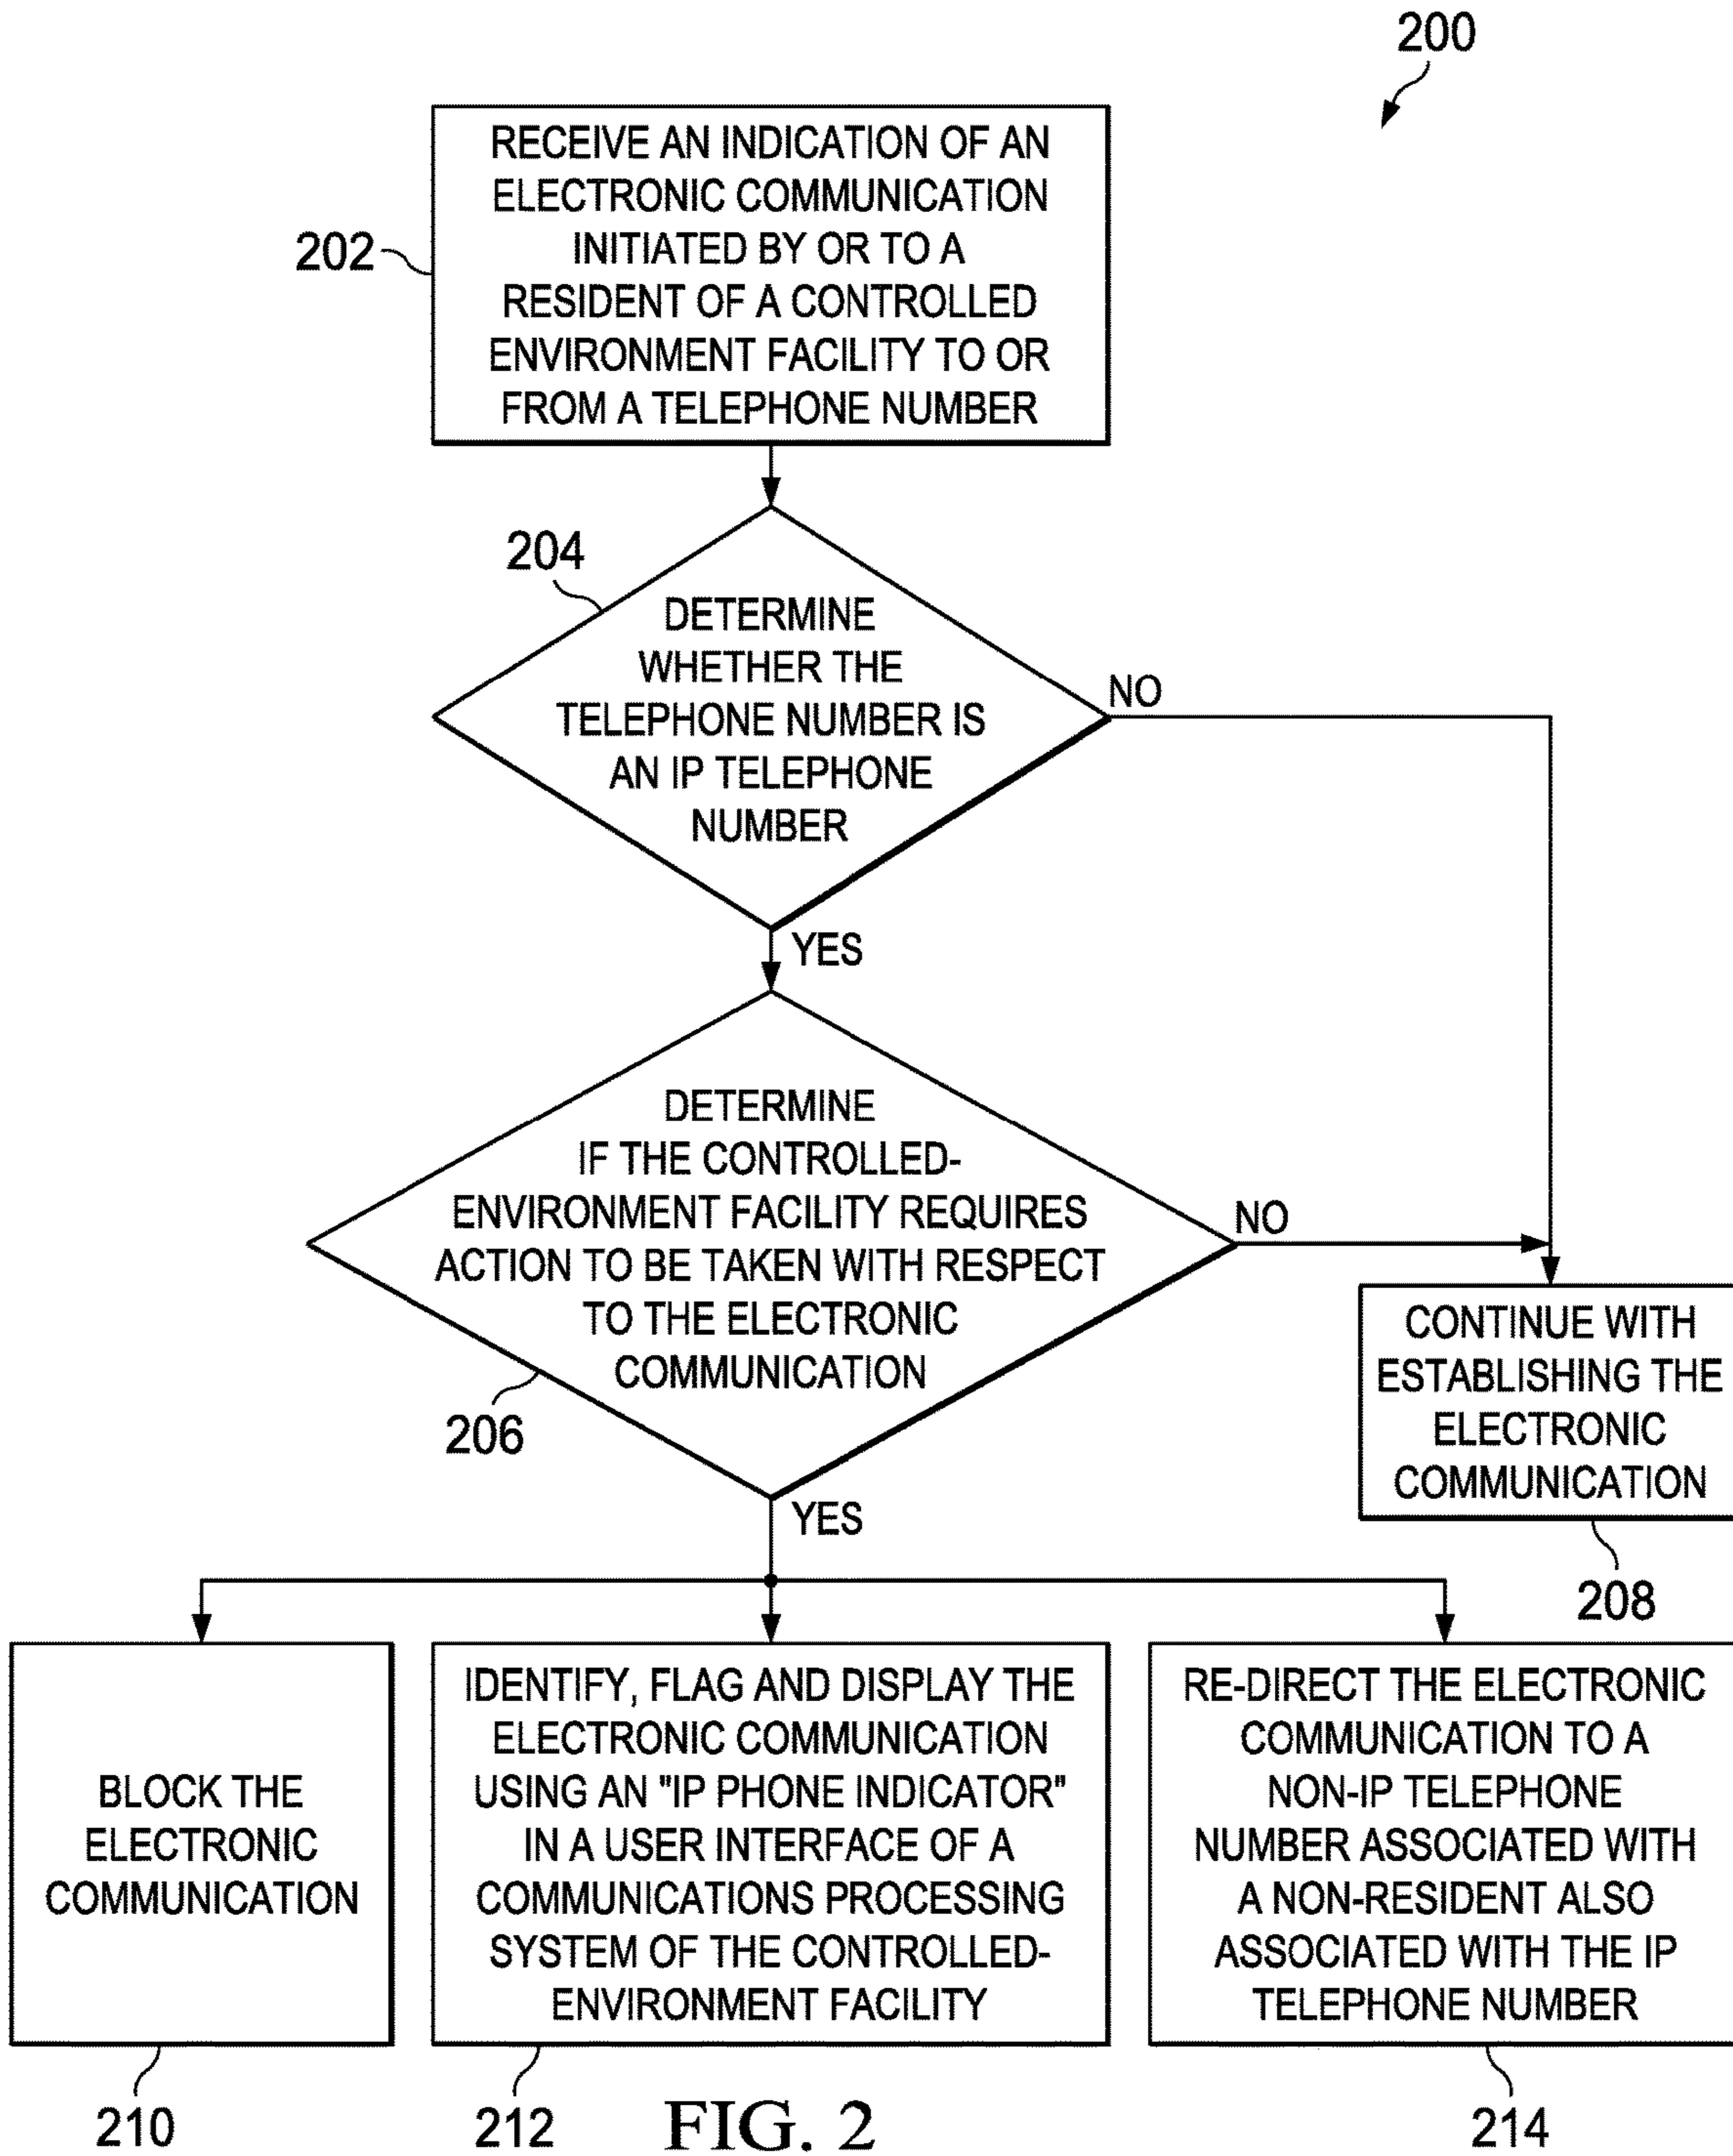 200
RECEIVE AN INDICATION OF AN
ELECTRONIC COMMUNICATION
INITIATED BY OR TO A
RESIDENT OF A CONTROLLED
ENVIRONMENT FACILITY TO OR
FROM A TELEPHONE NUMBER
202
204
DETERMINE
WHETHER THE
TELEPHONE NUMBER IS
AN IP TELEPHONE
NUMBER
NO
YES
DETERMINE
IF THE CONTROLLED-
ENVIRONMENT FACILITY REQUIRES
ACTION TO BE TAKEN WITH RESPECT
TO THE ELECTRONIC
COMMUNICATION
NO
206
YES
CONTINUE WITH
ESTABLISHING THE
ELECTRONIC
COMMUNICATION
208
BLOCK THE
ELECTRONIC
COMMUNICATION
IDENTIFY, FLAG AND DISPLAY THE
ELECTRONIC COMMUNICATION
USING AN "IP PHONE INDICATOR"
IN A USER INTERFACE OF A
COMMUNICATIONS PROCESSING
SYSTEM OF THE CONTROLLED-
ENVIRONMENT FACILITY
RE-DIRECT THE ELECTRONIC
COMMUNICATION TO A
NON-IP TELEPHONE
NUMBER ASSOCIATED WITH
A NON-RESIDENT ALSO
ASSOCIATED WITH THE IP
TELEPHONE NUMBER
210
212
214
FIG. 2